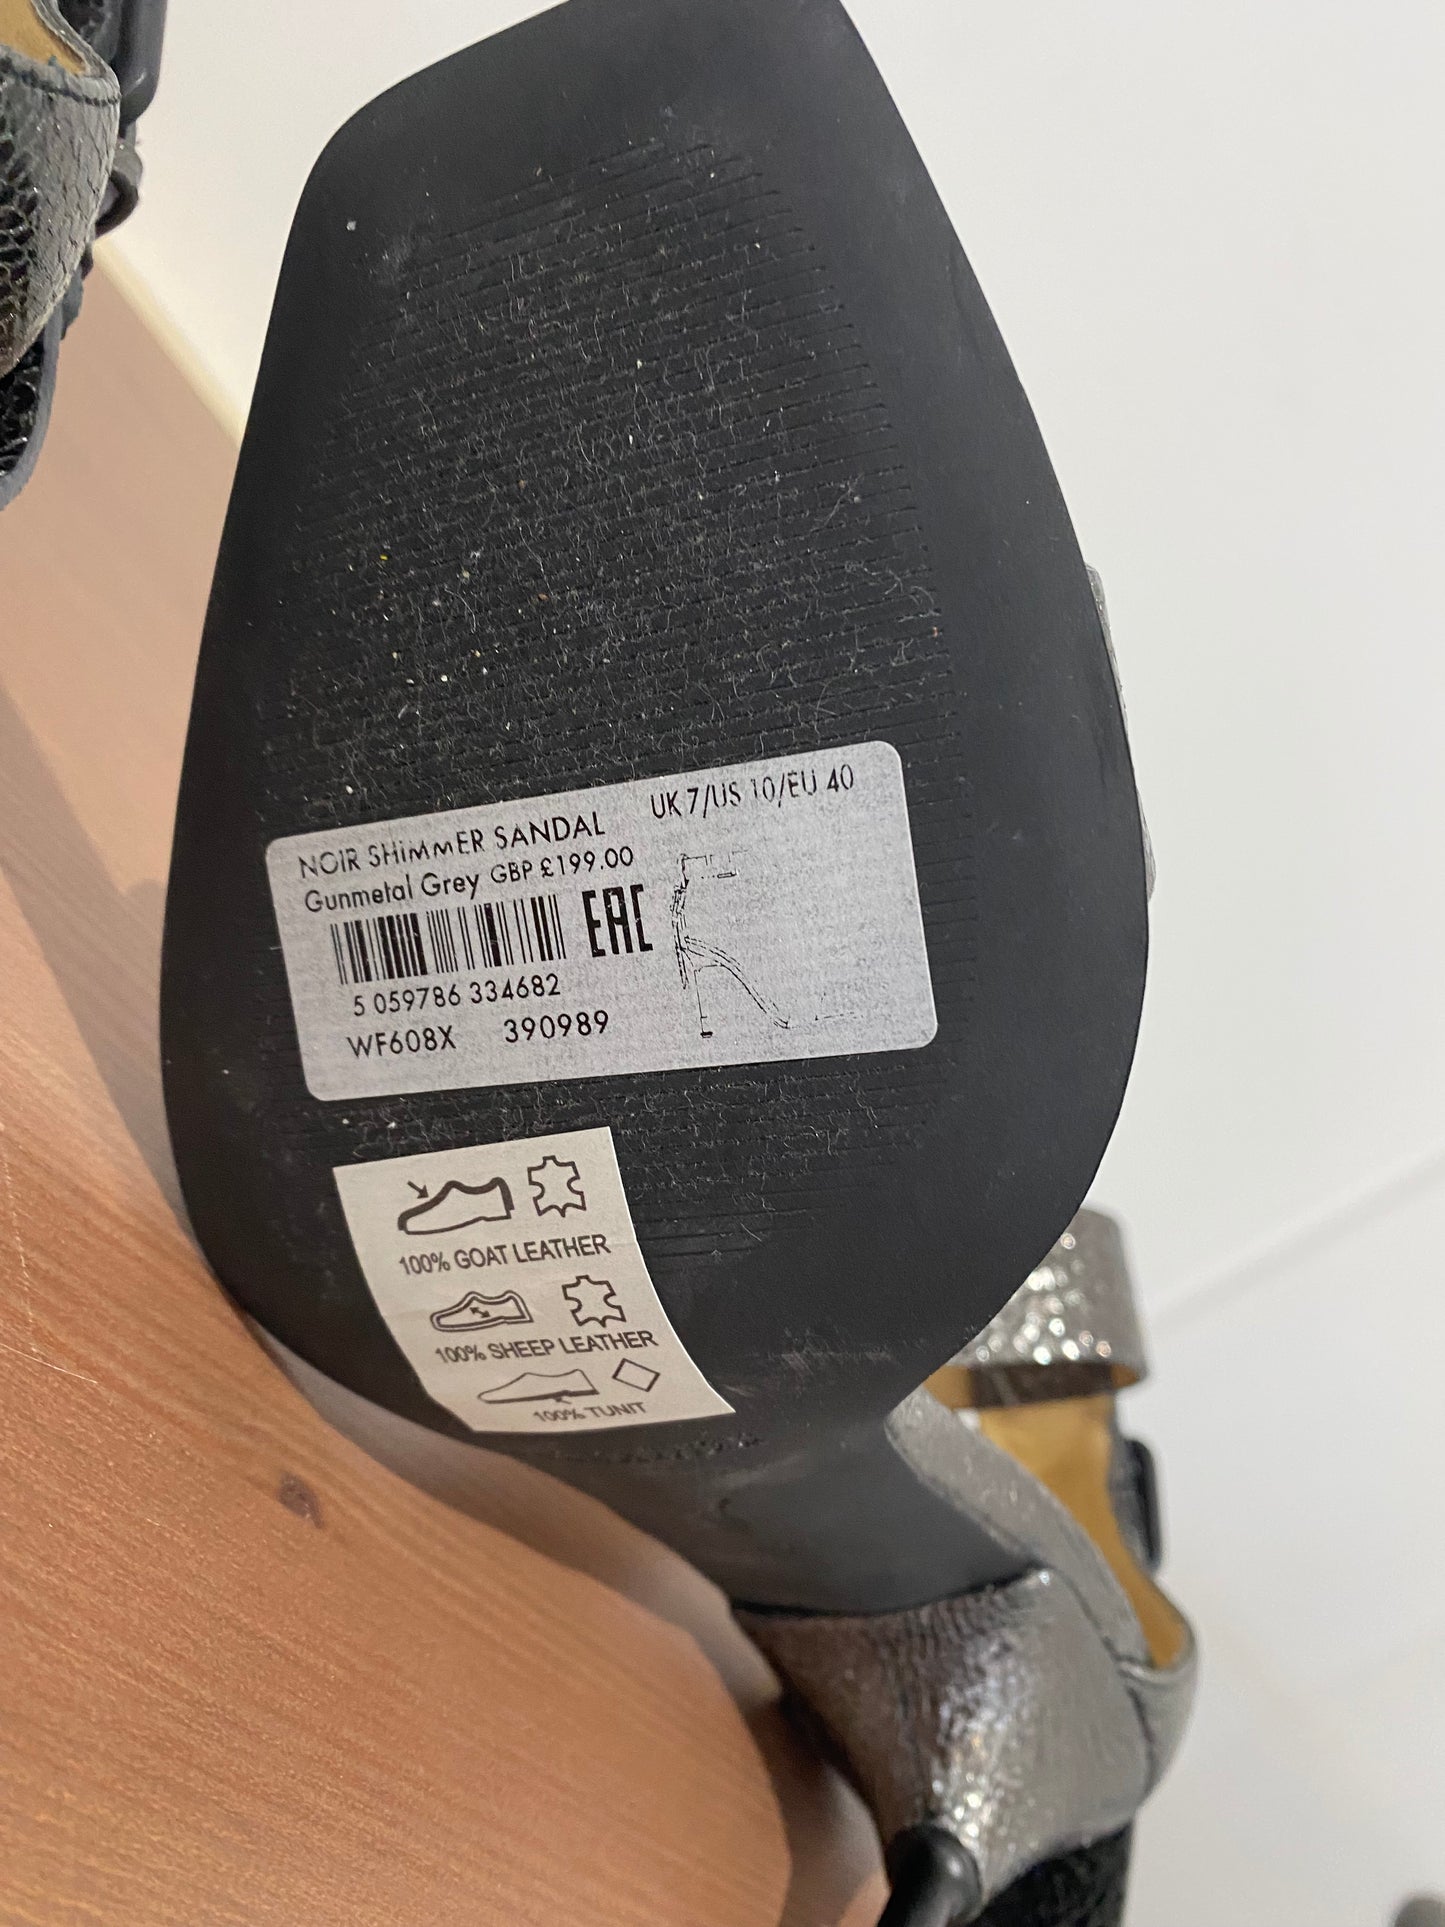 NOIR SHIMMER SANDAL UK 7/US 10/EU 40
Gunmetal Grey GBP £199.00
EAC
5 059786 334682
WF608X 390989
100% GOAT LEATHER
100% SHEEP LEATHER
100% TUNIT